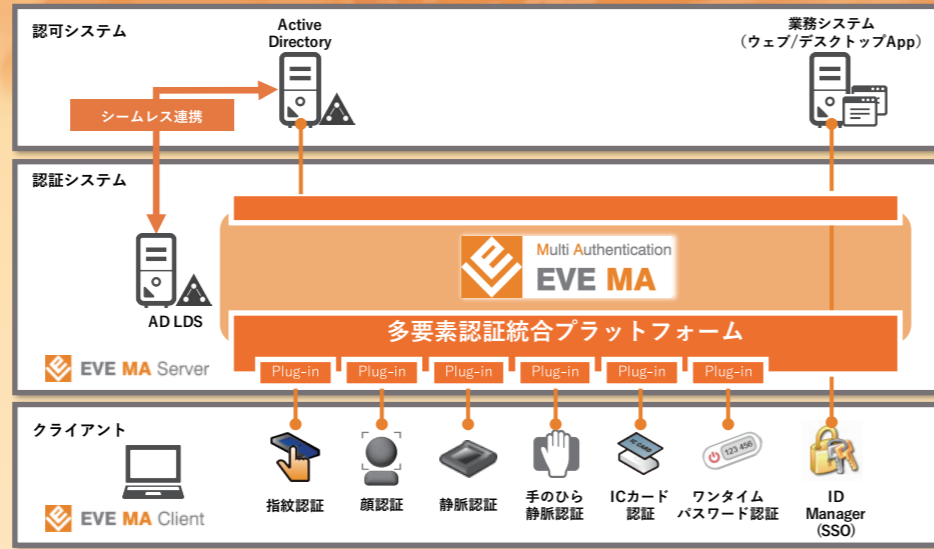 認可システム
Active
Directory
業務システム
（ウェブ/デスクトップApp）
シームレス連携
認証システム
Multi Authentication
EVE MA
AD LDS
多要素認証統合プラットフォーム
EVE MA Server
Plug-in
Plug-in
Plug-in
Plug-in
Plug-in
Plug-in
クライアント
IC CARD
123 456
指紋認証
顔認証
静脈認証
手のひら
静脈認証
ICカード
認証
ワンタイム
パスワード認証
ID
Manager
(SSO)
EVE MA Client